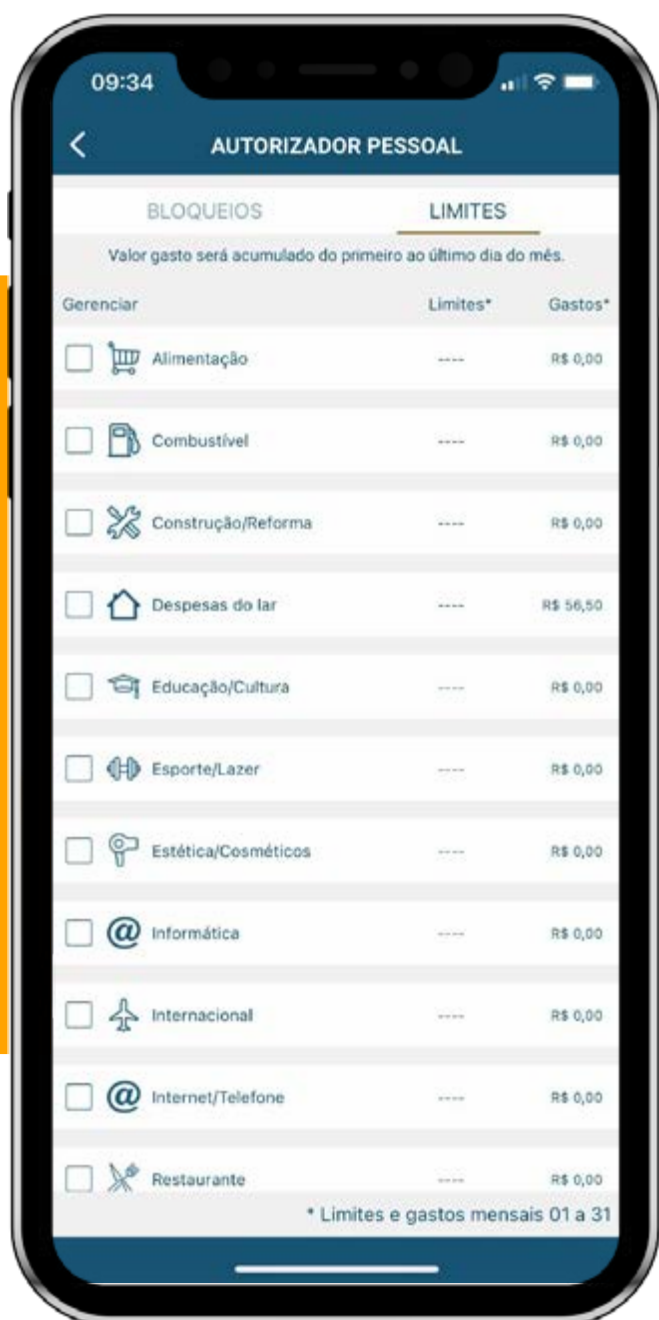 09:34
AUTORIZADOR PESSOAL
BLOQUEIOS LIMITES
Valor gasto será acumulado do primeiro ao último dia do mês.
Gerenciar Limites* Gastos*
Alimentação ---- R$ 0,00
Combustível ---- R$ 0,00
Construção/Reforma ---- R$ 0,00
Despesas do lar ---- R$ 56,50
Educação/Cultura ---- R$ 0,00
Esporte/Lazer ---- R$ 0,00
Estética/Cosméticos ---- R$ 0,00
@ Informática ---- R$ 0,00
Internacional ---- R$ 0,00
@ Internet/Telefone ---- R$ 0,00
Restaurante ---- R$ 0,00
* Limites e gastos mensais 01 a 31